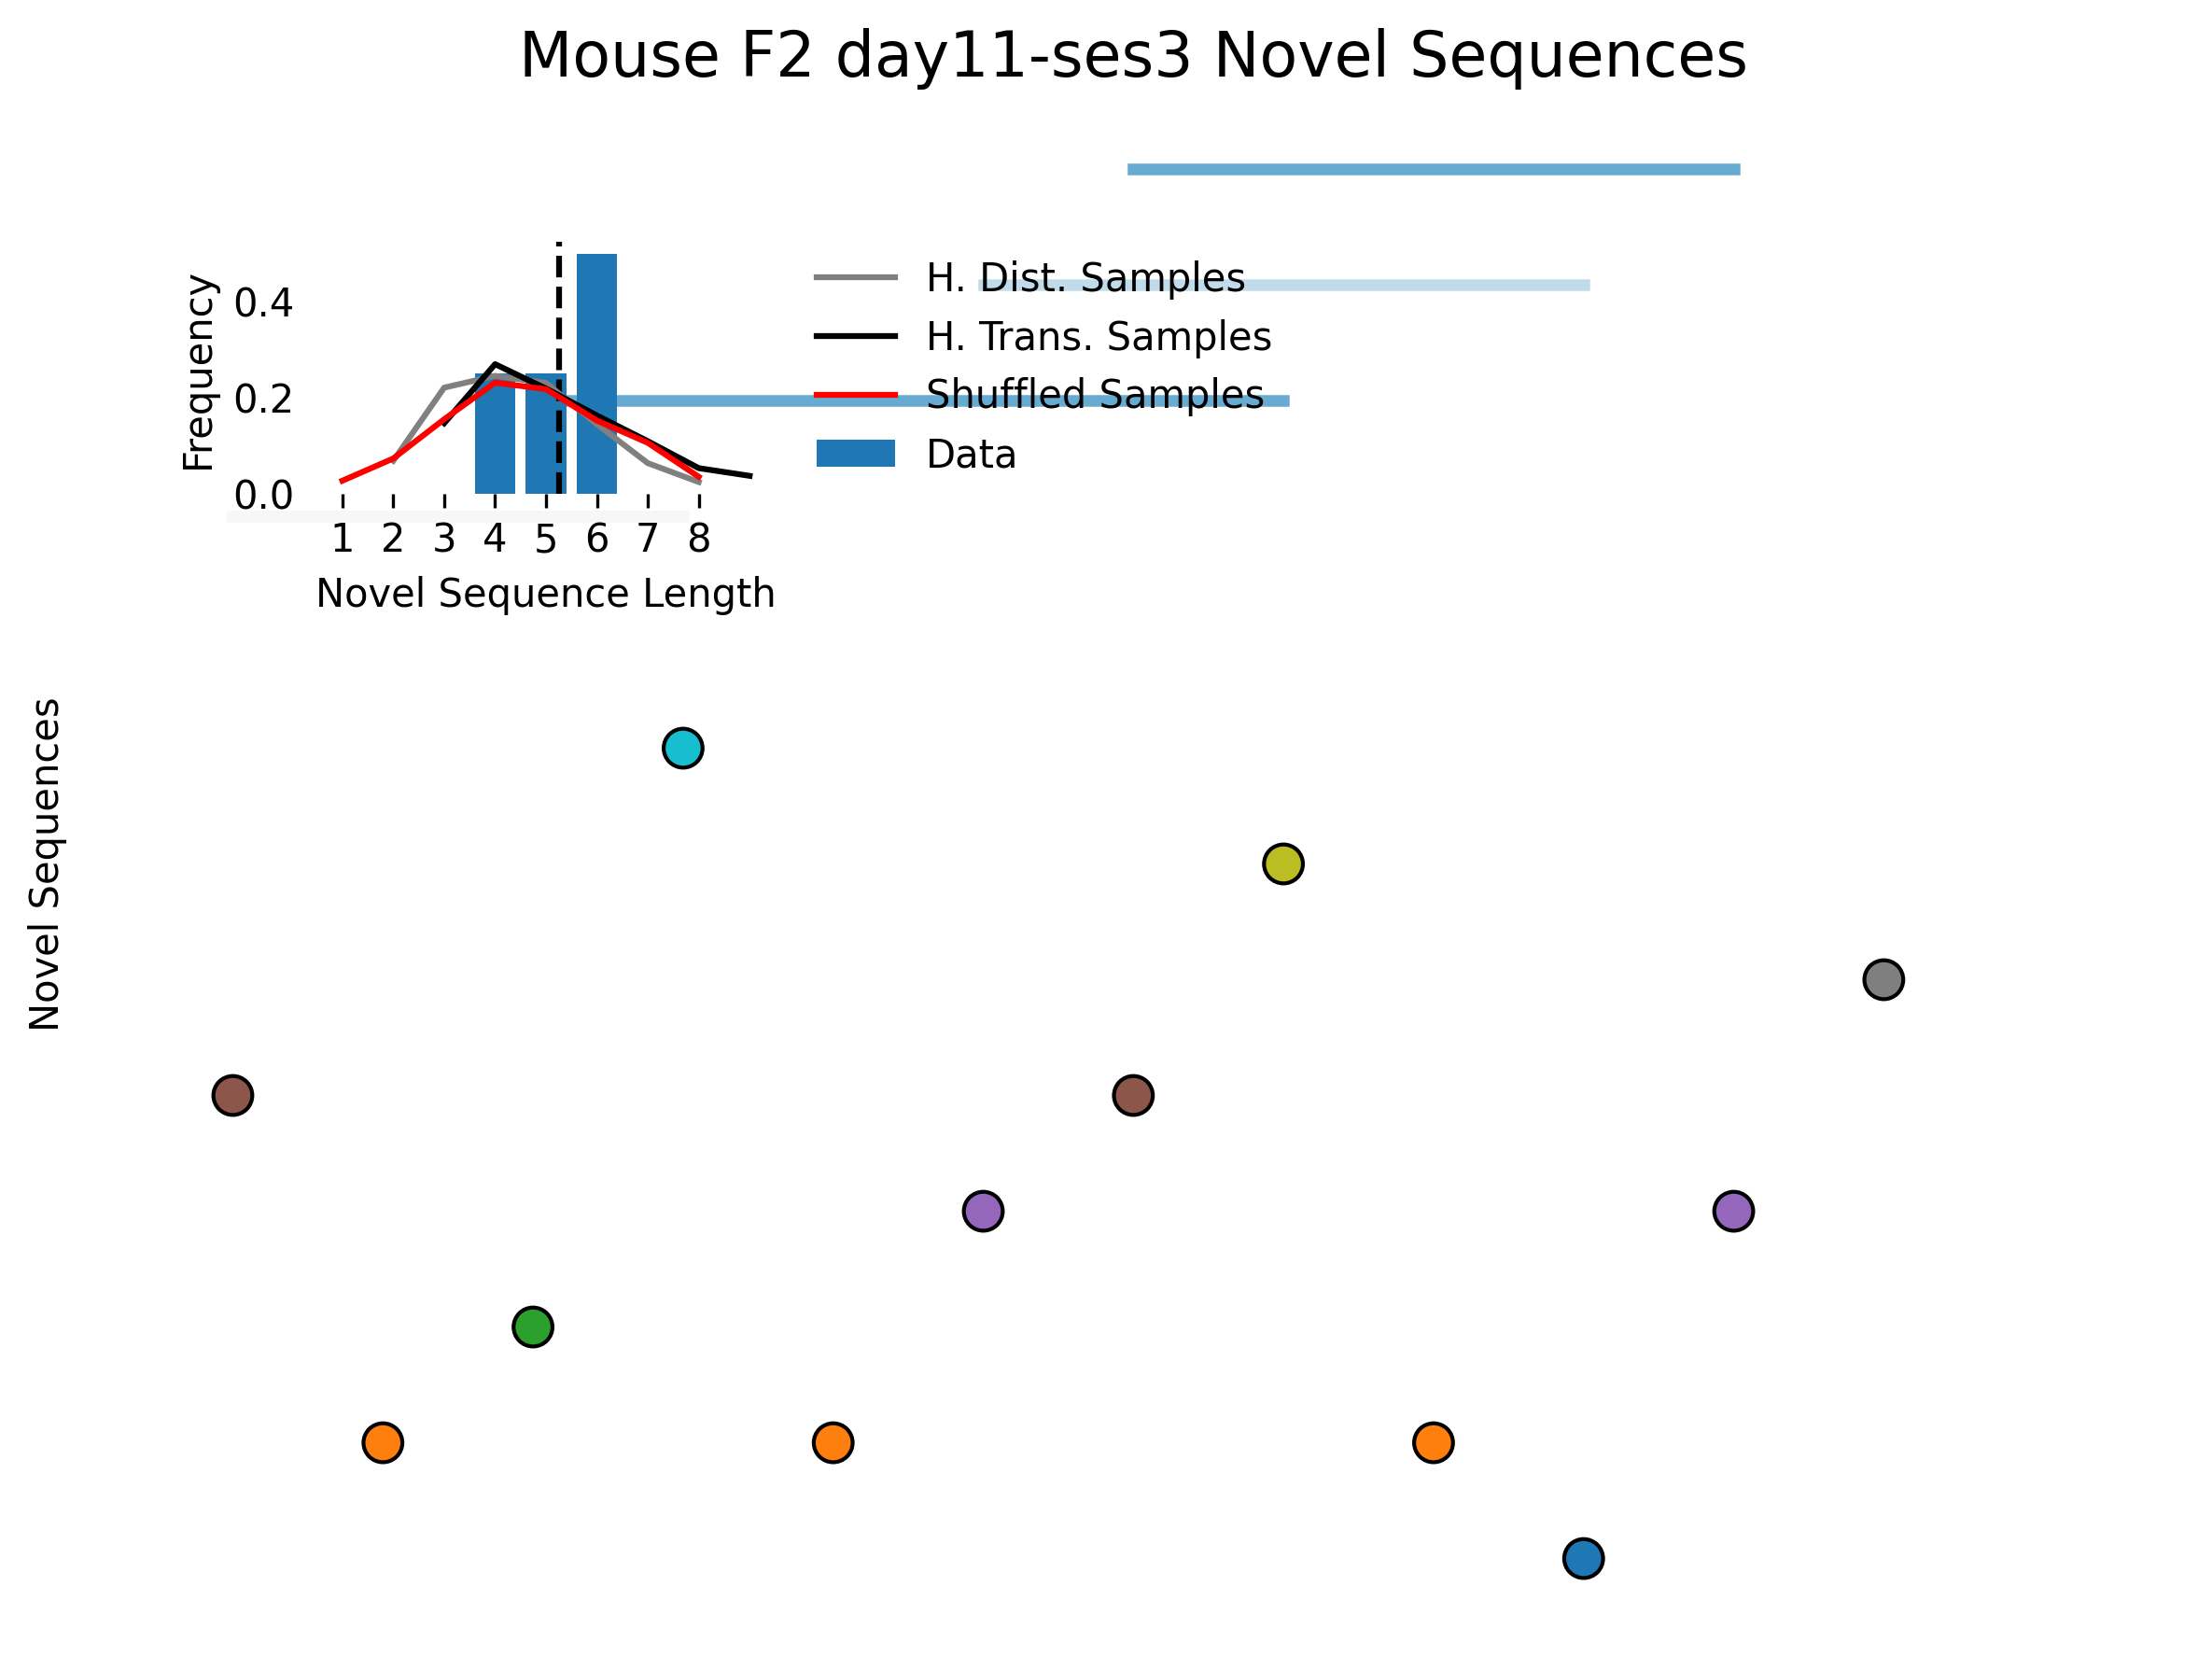 Mouse F2 day11-ses3 Novel Sequences
Frequency
0.4
0.2
0.0
1 2 3 4 5 6 7 8
Novel Sequence Length
H. Dist. Samples
H. Trans. Samples
Shuffled Samples
Data
Novel Sequences